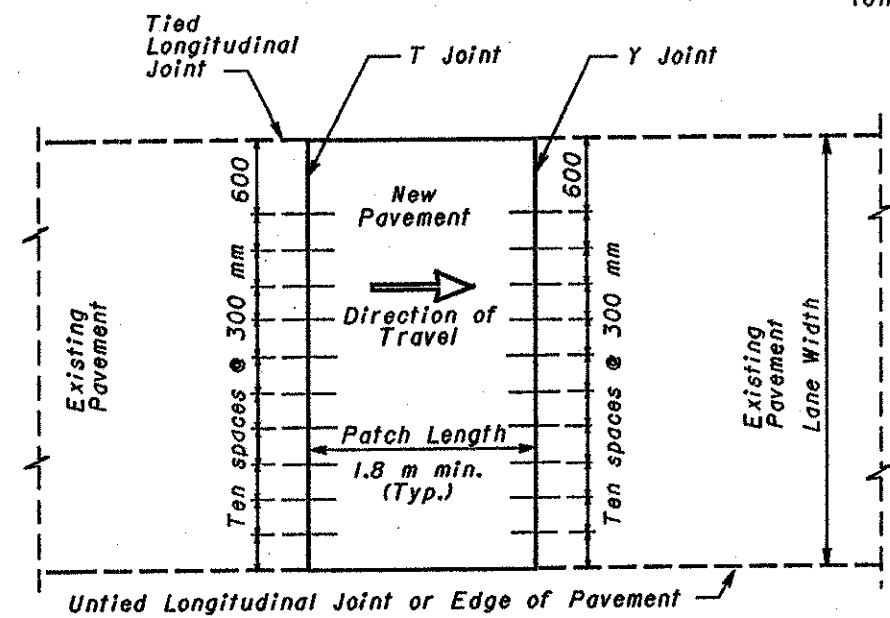 Tied
Longitudinal
Joint
T Joint
Y Joint
600
600
New
Pavement
Direction of
Travel
Existing
Pavement
Ten spaces @ 300 mm
Patch Length
1.8 m min.
(Typ.)
Ten spaces @ 300 mm
Existing
Pavement
Lane Width
Untied Longitudinal Joint or Edge of Pavement